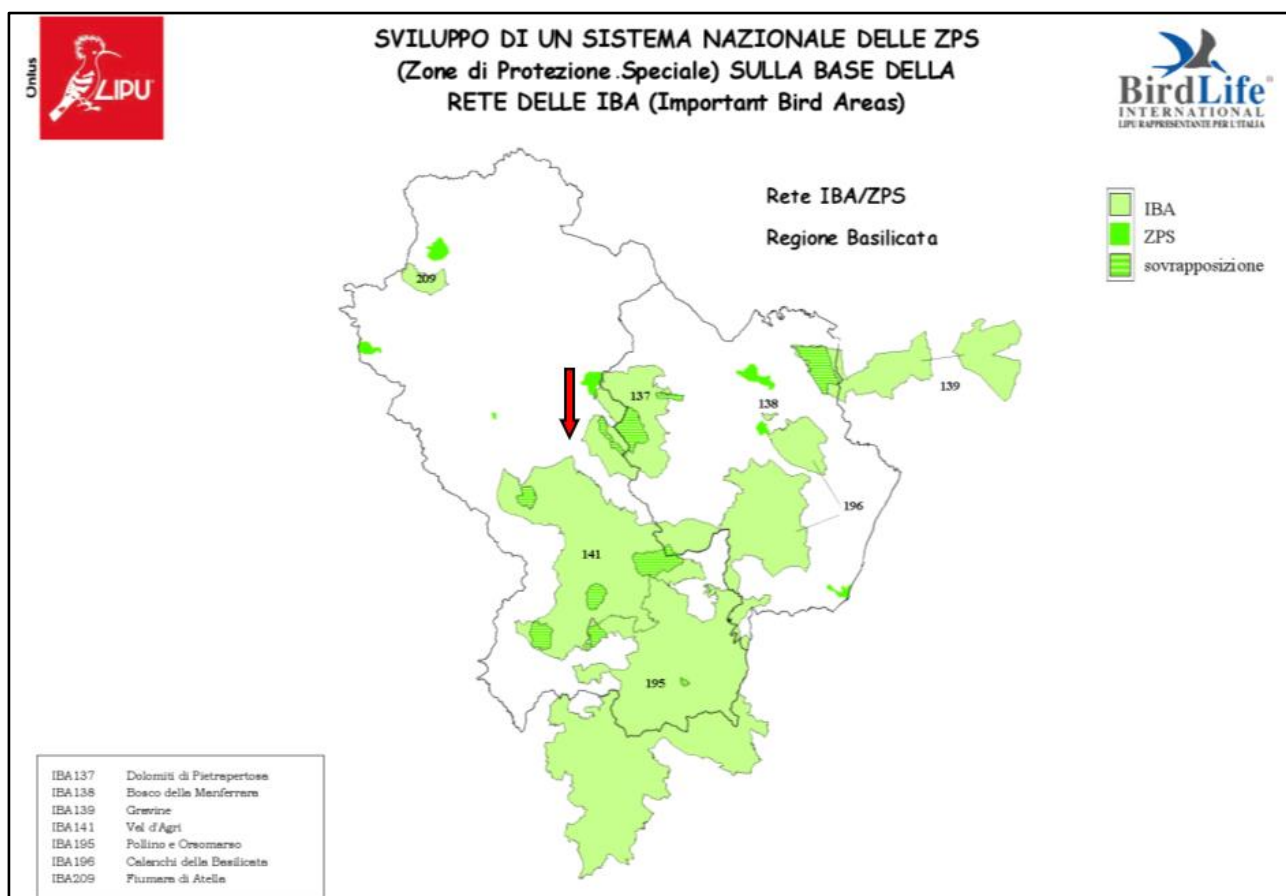 Onlus
LIPU
SVILUPPO DI UN SISTEMA NAZIONALE DELLE ZPS
(Zone di Protezione.Speciale) SULLA BASE DELLA
RETE DELLE IBA (Important Bird Areas)
BirdLife
INTERNATIONAL
LIPU RAPPRESENTANTE PER L'ITALIA
Rete IBA/ZPS
Regione Basilicata
IBA
ZPS
sovrapposizione
209
137
138
139
196
141
195
IBA137 Dolomiti di Pietrapertosa
IBA138 Bosco della Manferrara
IBA139 Gravine
IBA141 Val d'Agri
IBA195 Pollino e Orsomarso
IBA196 Calanchi della Basilicata
IBA209 Fiumara di Atella